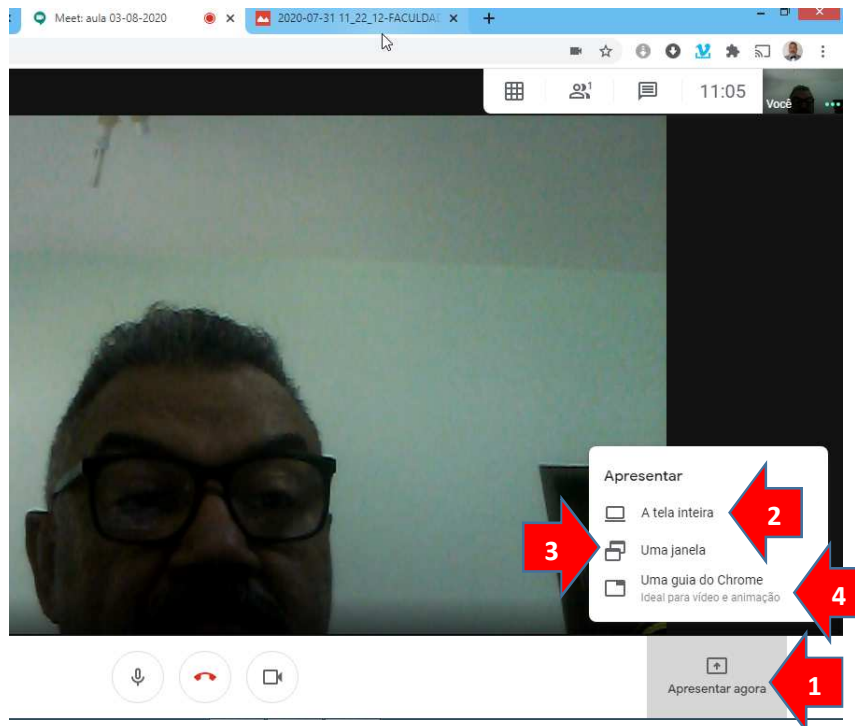 Meet: aula 03-08-2020
2020-07-31 11_22_12-FACULDA
1
11:05
Você
Apresentar
A tela inteira
2
3
Uma janela
Uma guia do Chrome
Ideal para vídeo e animação
4
Apresentar agora
1